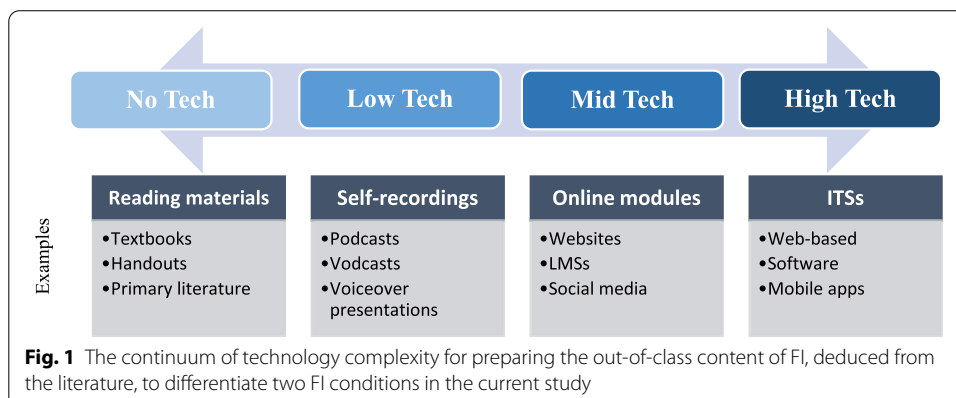 No Tech
Low Tech
Mid Tech
High Tech
Examples
Reading materials
•Textbooks
•Handouts
•Primary literature
Self-recordings
•Podcasts
•Vodcasts
•Voiceover
presentations
Online modules
•Websites
•LMSs
•Social media
ITSs
•Web-based
•Software
•Mobile apps
Fig. 1 The continuum of technology complexity for preparing the out-of-class content of FI, deduced from
the literature, to differentiate two FI conditions in the current study